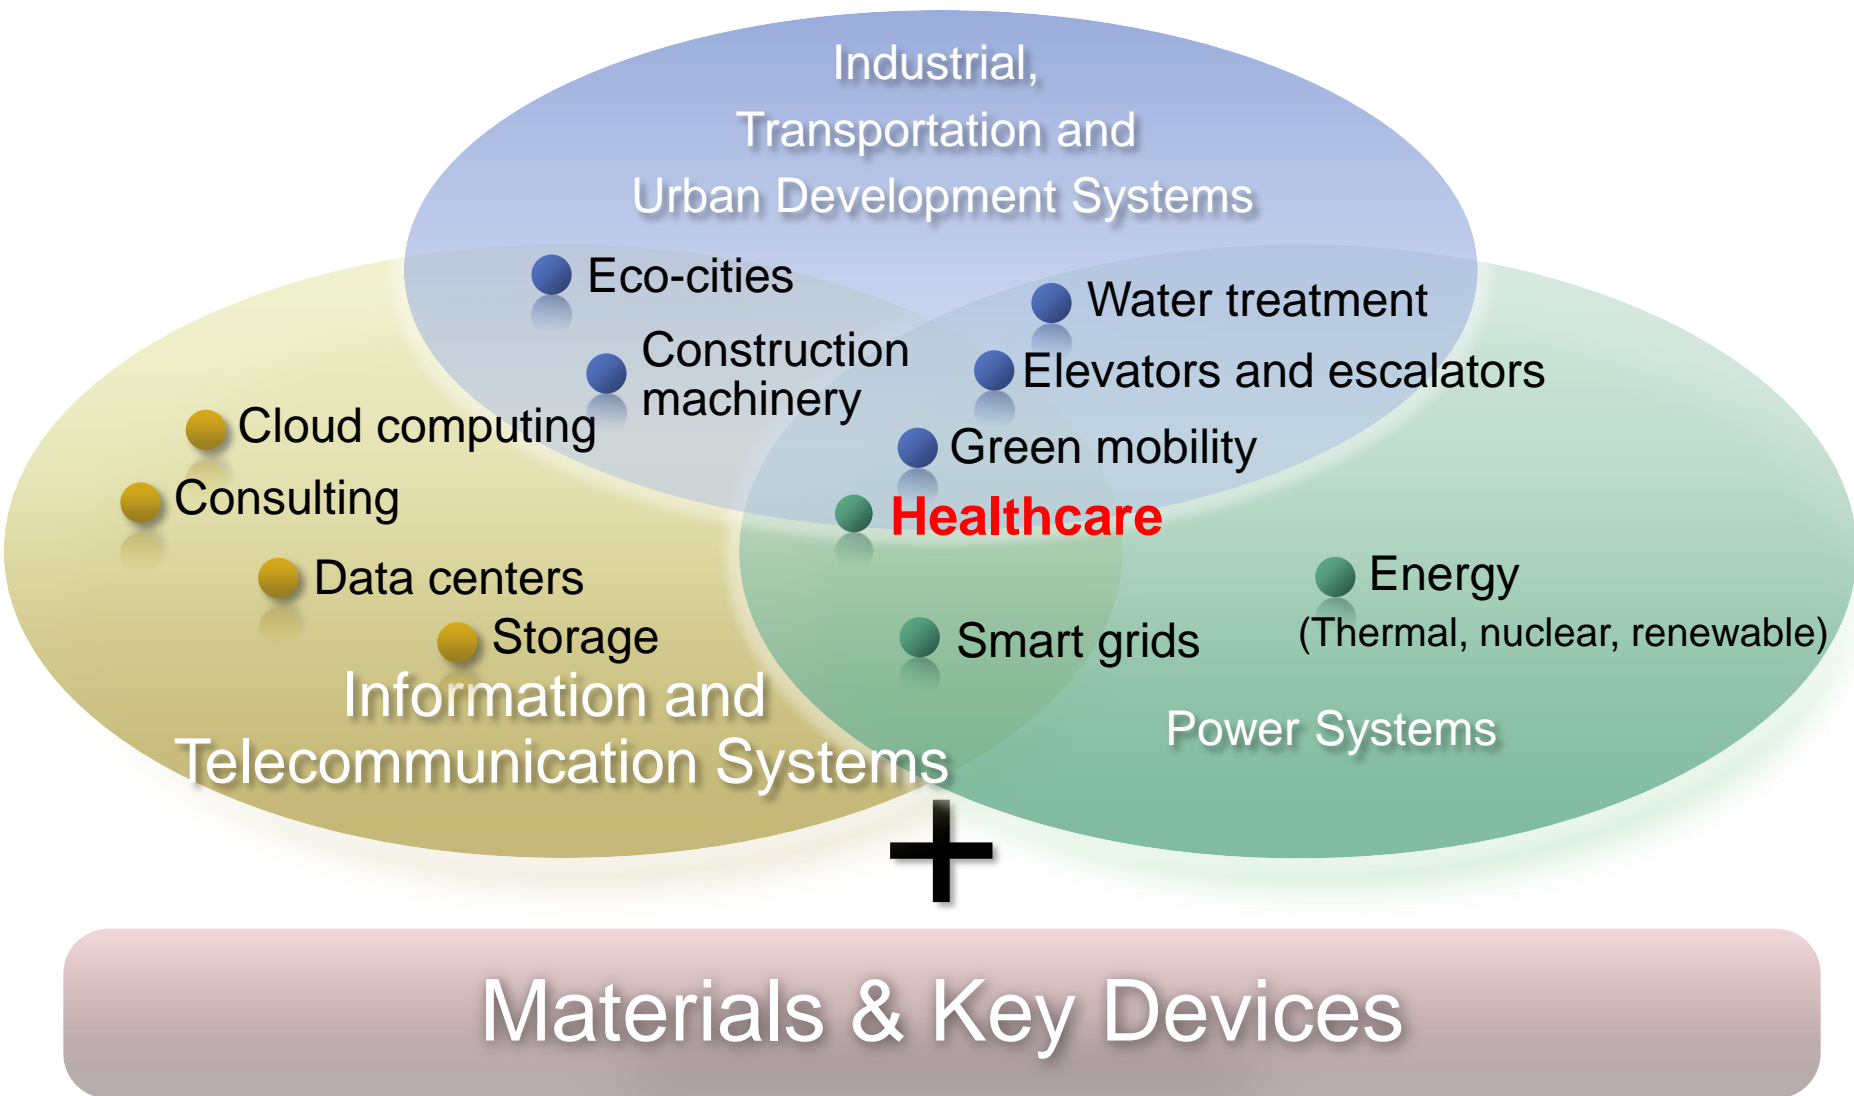 Industrial,
Transportation and
Urban Development Systems
Eco-cities
Water treatment
Construction
machinery
Elevators and escalators
Cloud computing
Green mobility
Consulting
Healthcare
Data centers
Energy
Storage
Smart grids
(Thermal, nuclear, renewable)
Information and
Telecommunication Systems
Power Systems
+
Materials & Key Devices